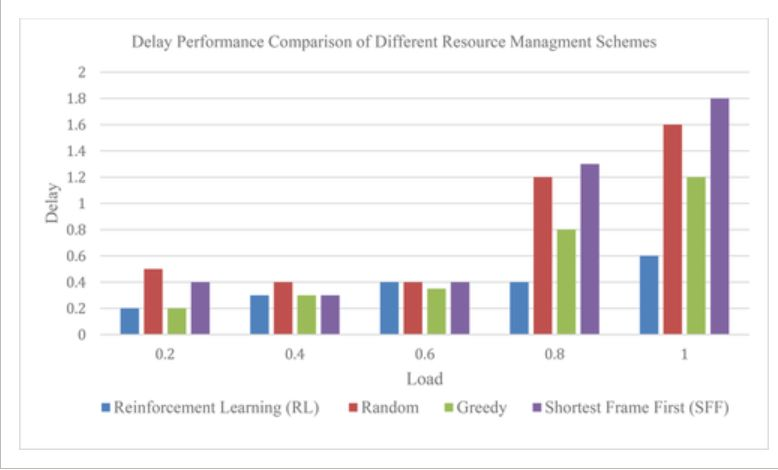 Delay Performance Comparison of Different Resource Managment Schemes
2
1.8
1.6
1.4
1.2
1
0.8
0.6
0.4
0.2
0
Delay
0.2 0.4 0.6 0.8 1
Load
Reinforcement Learning (RL) Random Greedy Shortest Frame First (SFF)